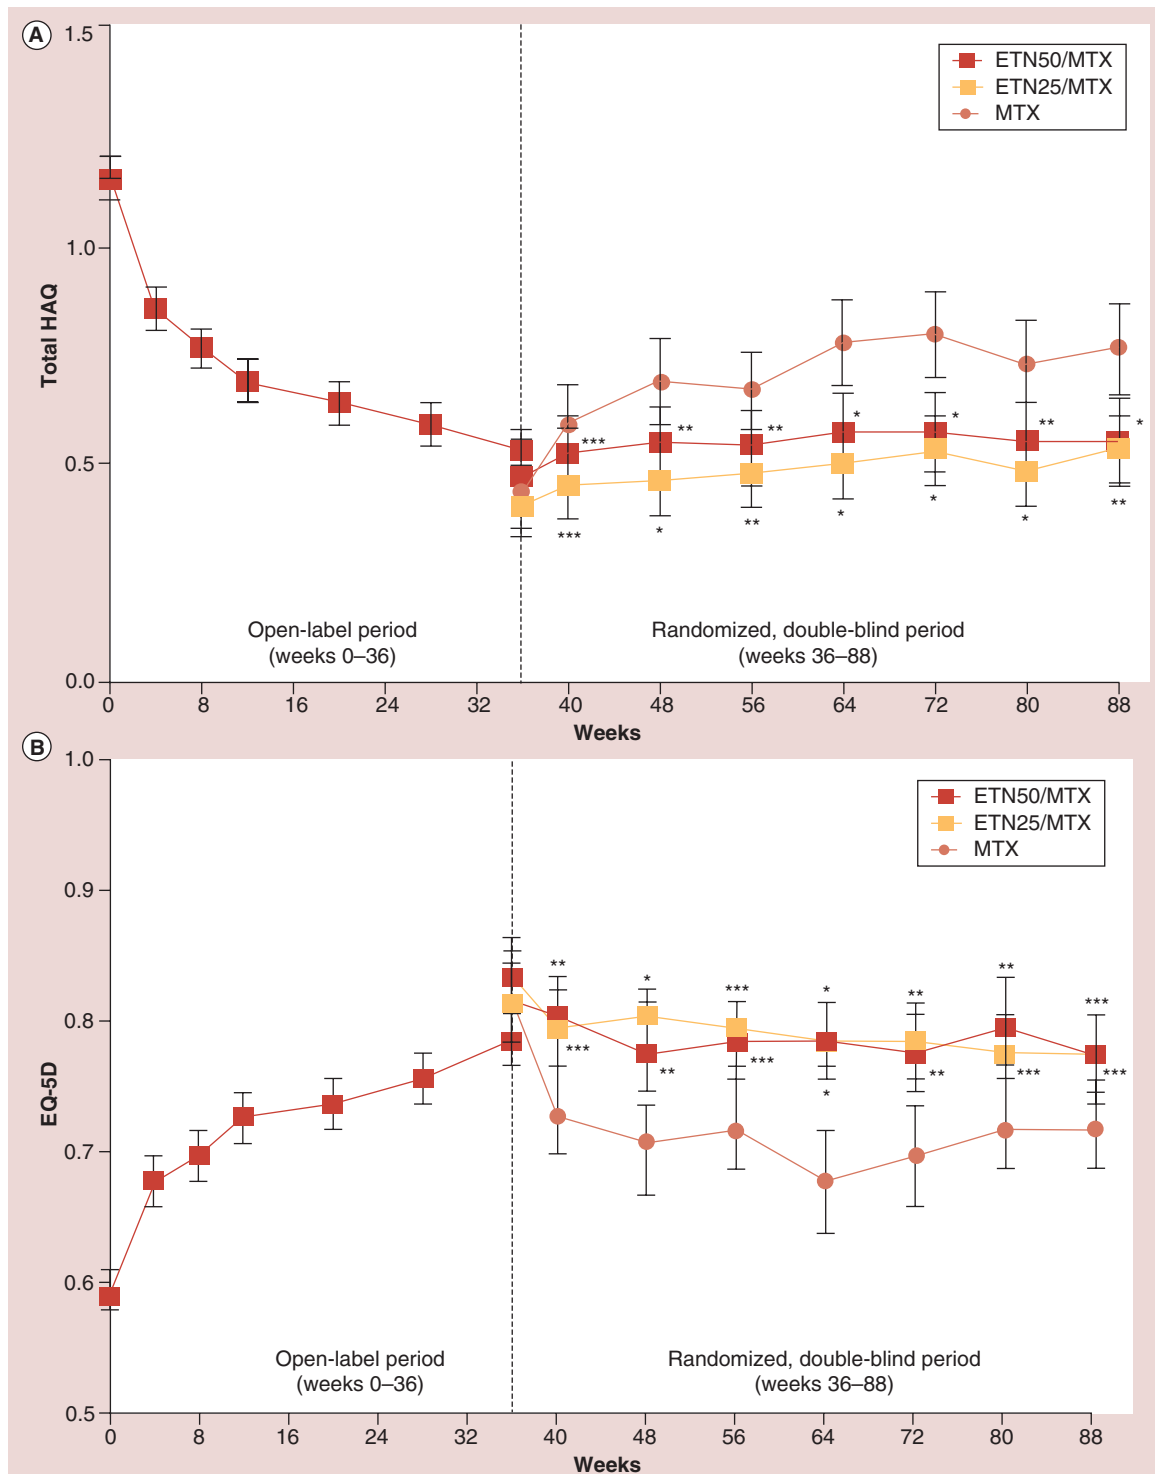 A
1.5
ETN50/MTX
ETN25/MTX
MTX
1.0
Total HAQ
***
**
**
*
*
**
*
0.5
***
*
**
*
*
*
**
Open-label period
(weeks 0–36)
Randomized, double-blind period
(weeks 36–88)
0.0
0 8 16 24 32 40 48 56 64 72 80 88
Weeks
B
1.0
ETN50/MTX
ETN25/MTX
MTX
0.9
**
*
***
*
**
**
***
0.8
***
**
***
*
**
***
***
EQ-5D
0.7
0.6
Open-label period
(weeks 0–36)
Randomized, double-blind period
(weeks 36–88)
0.5
0 8 16 24 32 40 48 56 64 72 80 88
Weeks